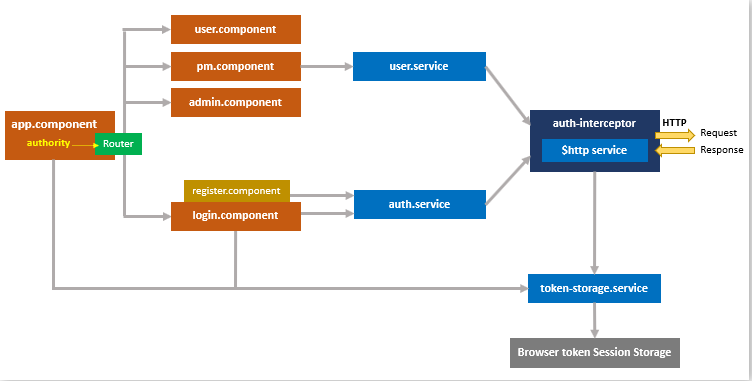 user.component
pm.component
user.service
admin.component
app.component
authority
Router
auth-interceptor
$http service
HTTP
Request
Response
register.component
login.component
auth.service
token-storage.service
Browser token Session Storage